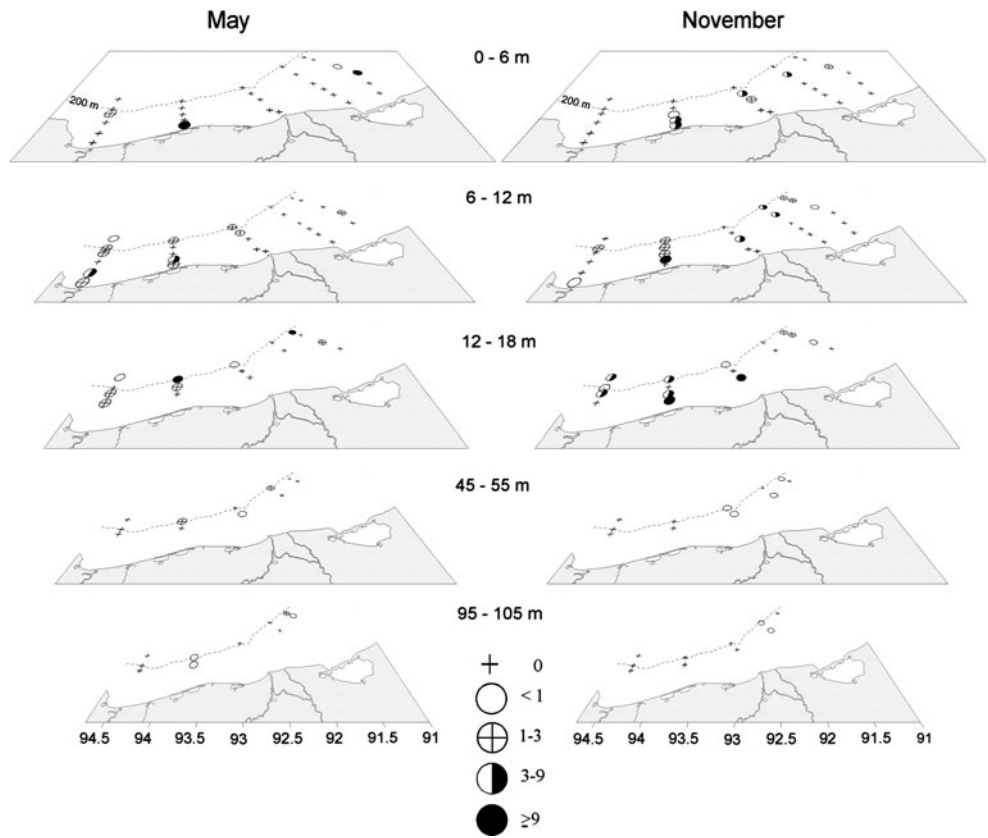 May November
0 - 6 m
200 m 200 m
6 - 12 m
12 - 18 m
45 - 55 m
95 - 105 m
+ 0
< 1
1-3
3-9
≥9
94.5 94 93.5 93 92.5 92 91.5 91 94.5 94 93.5 93 92.5 92 91.5 91